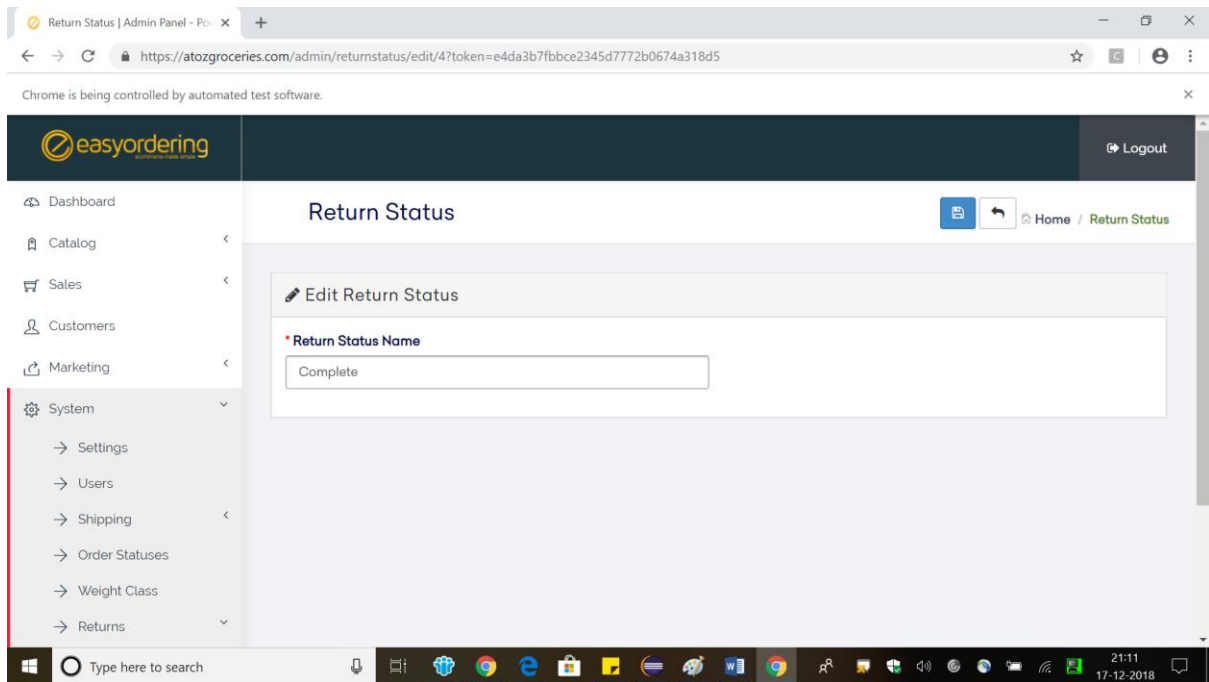 Return Status | Admin Panel - Po
https://atozgroceries.com/admin/returnstatus/edit/4?token=e4da3b7fbbce2345d7772b0674a318d5
Chrome is being controlled by automated test software.
easyordering
ecommerce made simple
Logout
Dashboard
Return Status
Home / Return Status
Catalog
Sales
Edit Return Status
Customers
* Return Status Name
Marketing
Complete
System
Settings
Users
Shipping
Order Statuses
Weight Class
Returns
Type here to search
21:11
17-12-2018